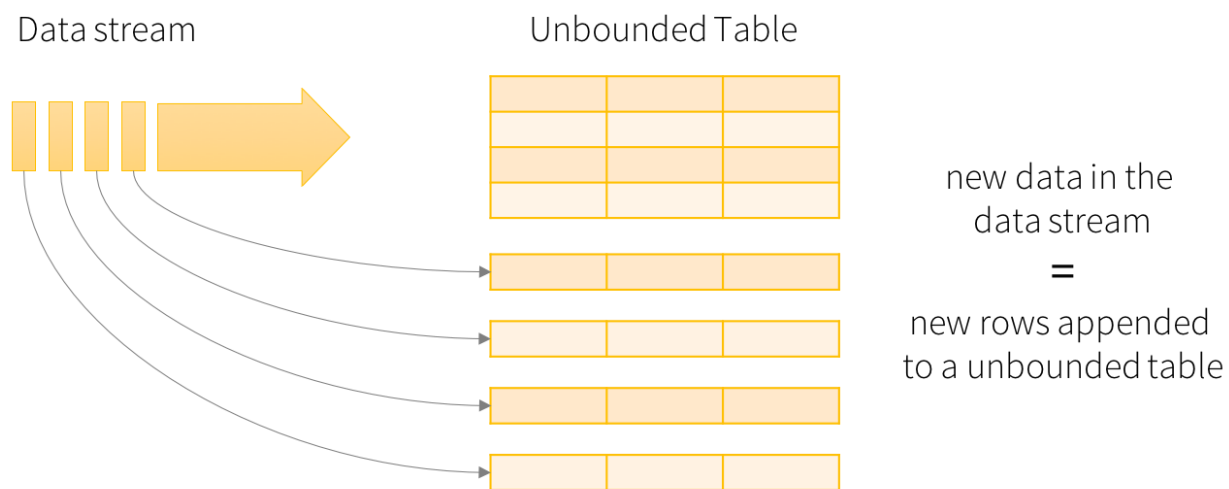 Data stream
Unbounded Table
new data in the
data stream
=
new rows appended
to a unbounded table